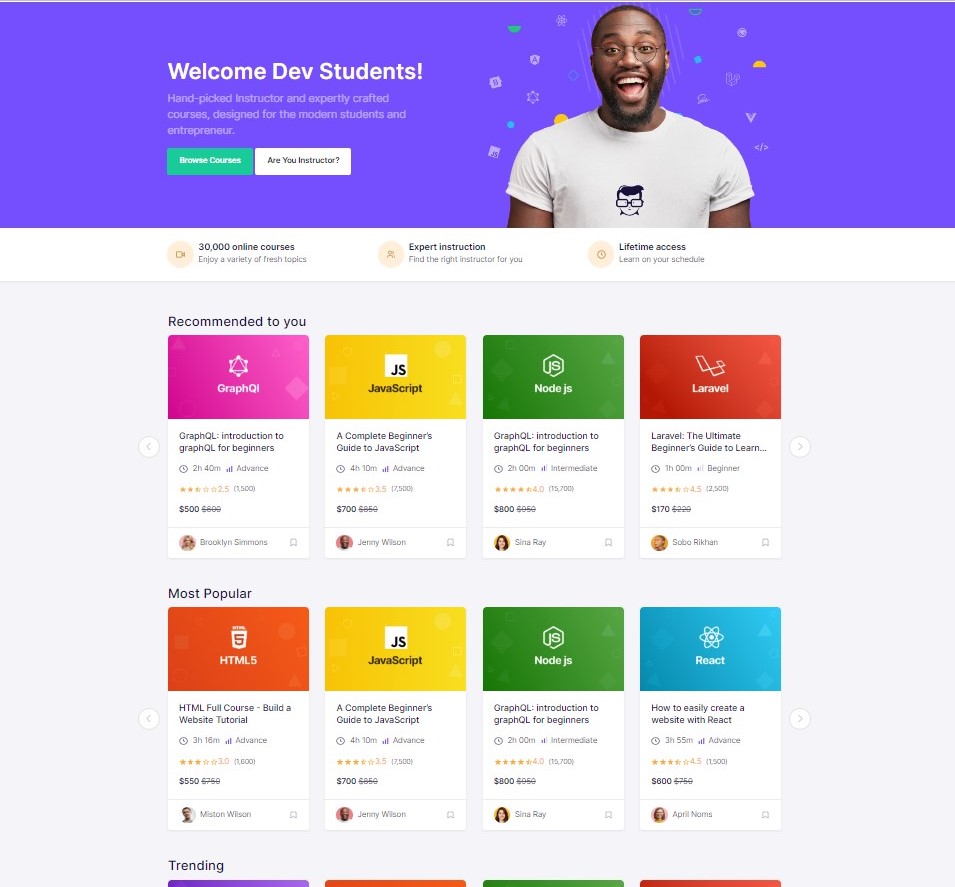 Welcome Dev Students!
Hand-picked Instructor and expertly crafted
courses, designed for the modern students and
entrepreneur.
Browse Courses
Are You Instructor?
30,000 online courses
Enjoy a variety of fresh topics
Expert instruction
Find the right instructor for you
Lifetime access
Learn on your schedule
Recommended to you
GraphQl
GraphQL: introduction to
graphQL for beginners
2h 40m Advance
2.5 (1,500)
$500 $600
Brooklyn Simmons
JS
JavaScript
A Complete Beginner's
Guide to JavaScript
4h 10m Advance
3.5 (7,500)
$700 $850
Jenny Wilson
JS
Node js
GraphQL: introduction to
graphQL for beginners
2h 00m Intermediate
4.0 (15,700)
$800 $950
Sina Ray
Laravel
Laravel: The Ultimate
Beginner's Guide to Learn...
1h 00m Beginner
4.5 (2,500)
$170 $220
Sobo Rikhan
Most Popular
HTML
5
HTML5
HTML Full Course - Build a
Website Tutorial
3h 16m Advance
3.0 (1,600)
$550 $750
Miston Wilson
JS
JavaScript
A Complete Beginner's
Guide to JavaScript
4h 10m Advance
3.5 (7,500)
$700 $850
Jenny Wilson
JS
Node js
GraphQL: introduction to
graphQL for beginners
2h 00m Intermediate
4.0 (15,700)
$800 $950
Sina Ray
React
How to easily create a
website with React
3h 55m Advance
4.5 (1,500)
$600 $750
April Noms
Trending